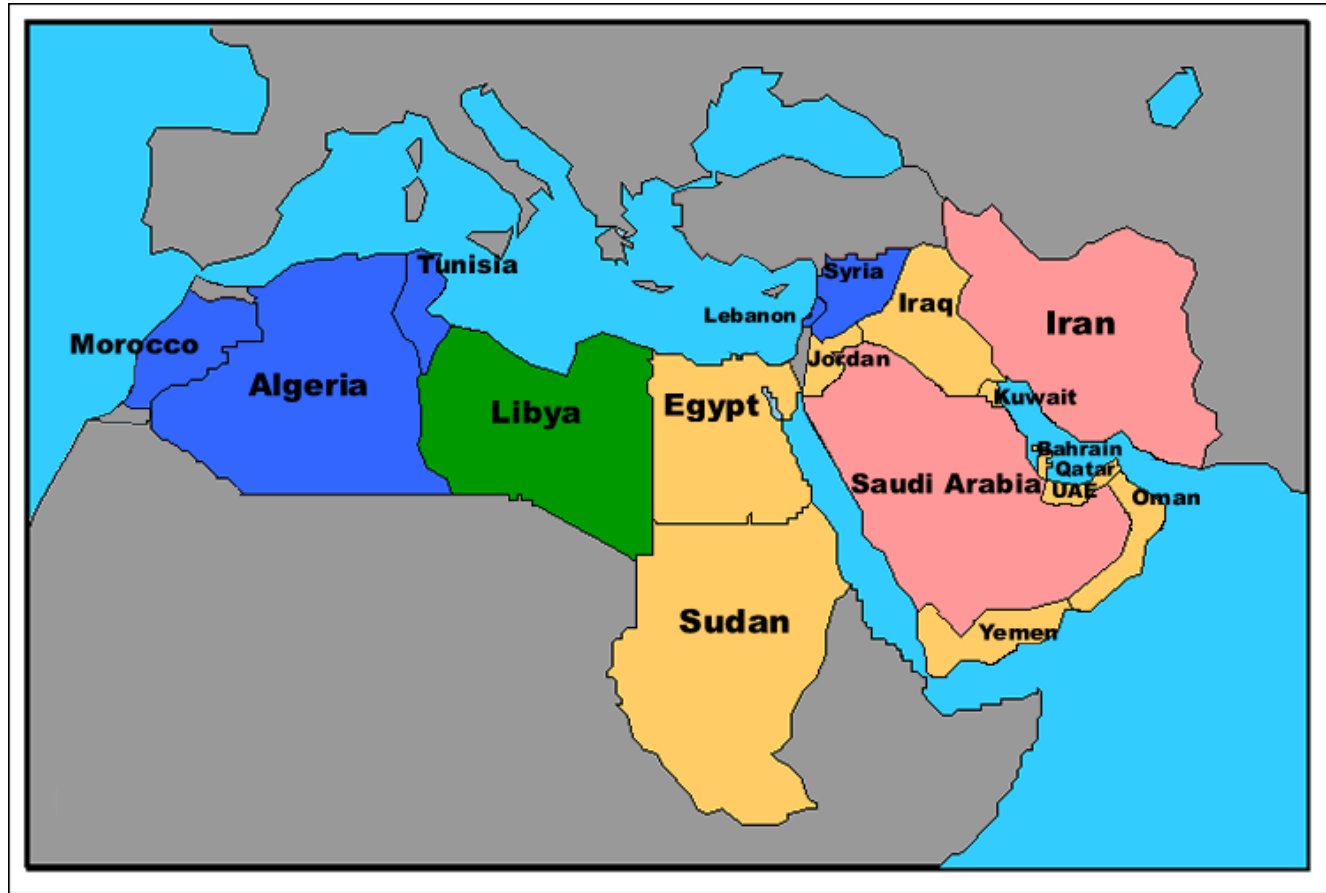 Tunisia
Syria
Iraq
Lebanon
Iran
Morocco
Jordan
Algeria
Kuwait
Libya
Egypt
Bahrain
Qatar
Saudi Arabia
UAE
Oman
Sudan
Yemen